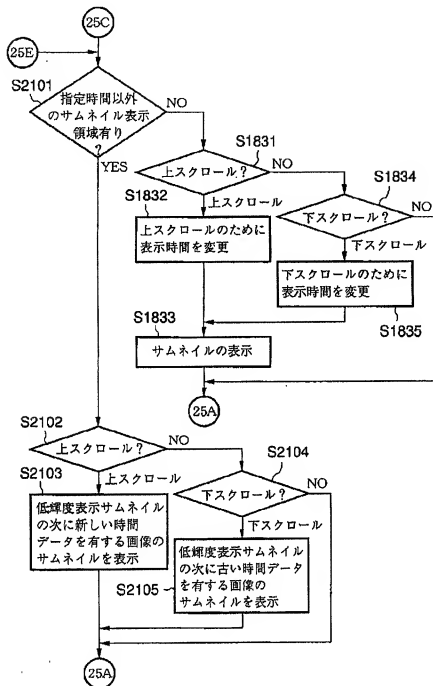 25C
25E
S2101
指定時間以外
のサムネイル表示
領域有り
?
NO
YES
S1831
上スクロール?
NO
上スクロール
S1832
上スクロールのために
表示時間を変更
S1834
下スクロール?
NO
下スクロール
下スクロールのために
表示時間を変更
S1835
S1833
サムネイルの表示
25A
S2102
上スクロール?
NO
上スクロール
S2103
低輝度表示サムネイル
の次に新しい時間
データを有する画像の
サムネイルを表示
S2104
下スクロール?
NO
下スクロール
低輝度表示サムネイル
の次に古い時間データ
を有する画像の
サムネイルを表示
S2105
25A